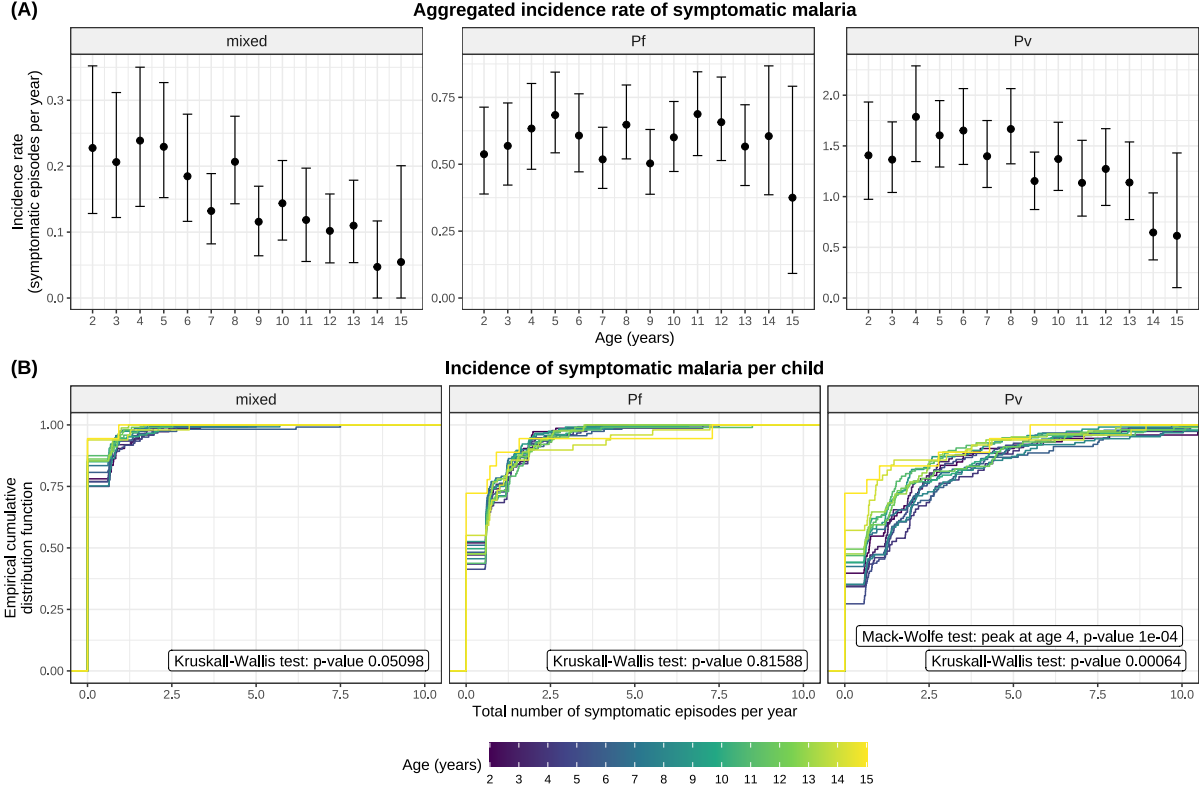 (A)
Aggregated incidence rate of symptomatic malaria
mixed
Pf
Pv
Incidence rate
(symptomatic episodes per year)
0.3
0.2
0.1
0.0
0.75
0.50
0.25
0.00
2.0
1.5
1.0
0.5
0.0
2 3 4 5 6 7 8 9 10 11 12 13 14 15
2 3 4 5 6 7 8 9 10 11 12 13 14 15
2 3 4 5 6 7 8 9 10 11 12 13 14 15
Age (years)
(B)
Incidence of symptomatic malaria per child
mixed
Pf
Pv
Empirical cumulative
distribution function
1.00
0.75
0.50
0.25
0.00
Kruskall-Wallis test: p-value 0.05098
Kruskall-Wallis test: p-value 0.81588
Mack-Wolfe test: peak at age 4, p-value 1e-04
Kruskall-Wallis test: p-value 0.00064
0.0 2.5 5.0 7.5 10.0
0.0 2.5 5.0 7.5 10.0
0.0 2.5 5.0 7.5 10.0
Total number of symptomatic episodes per year
Age (years)
2 3 4 5 6 7 8 9 10 11 12 13 14 15